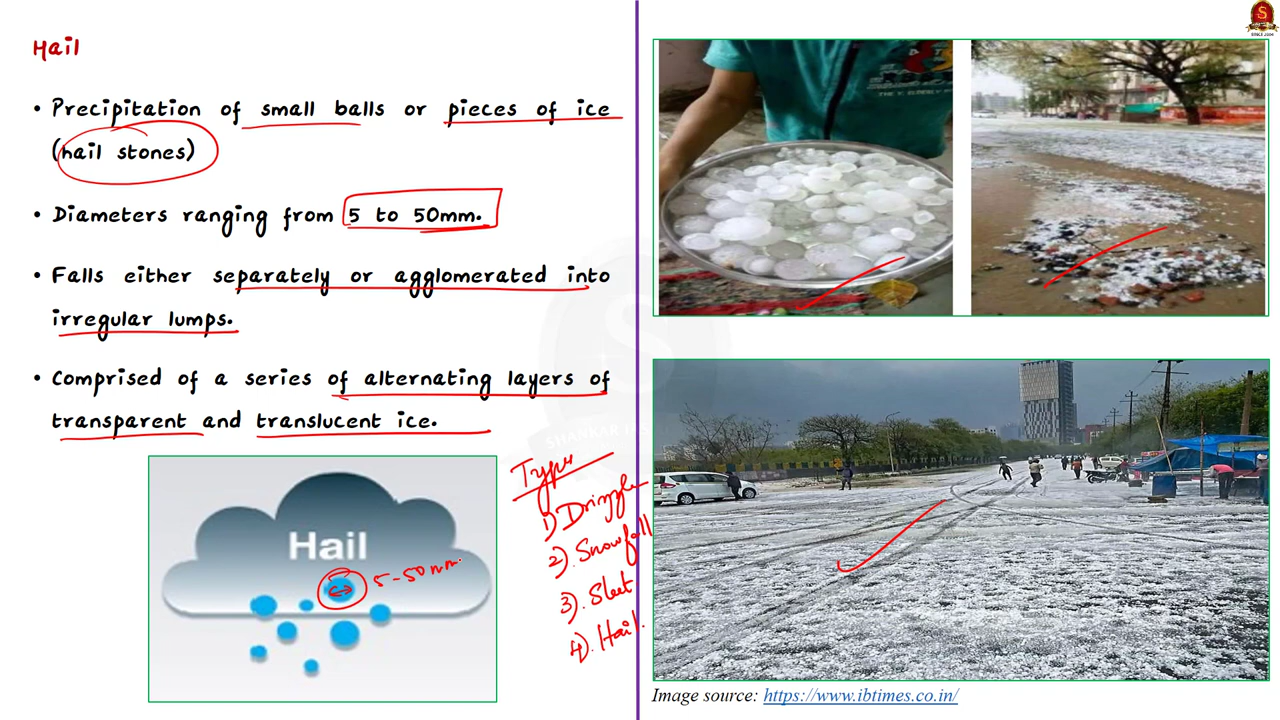 Hail
• Precipitation of small balls or pieces of ice
(hail stones)
• Diameters ranging from 5 to 50mm.
• Falls either separately or agglomerated into
irregular lumps.
• Comprised of a series of alternating layers of
transparent and translucent ice.
Hail
5-50mm.
Types
1) Drizzle
2). Snowfall
3). Sleet
4). Hail.
SHANKAR IAS
Image source: https://www.ibtimes.co.in/